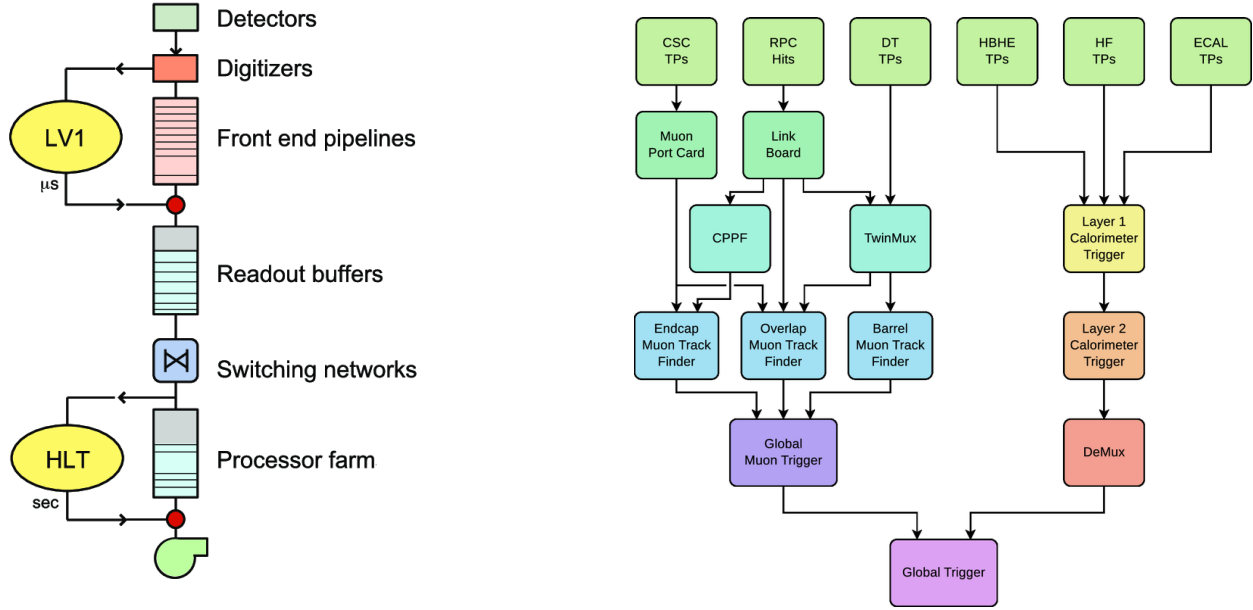 Detectors
Digitizers
LV1
Front end pipelines
μs
Readout buffers
Switching networks
HLT
Processor farm
sec
CSC
TPs
RPC
Hits
DT
TPs
HBHE
TPs
HF
TPs
ECAL
TPs
Muon
Port Card
Link
Board
CPPF
TwinMux
Layer 1
Calorimeter
Trigger
Endcap
Muon Track
Finder
Overlap
Muon Track
Finder
Barrel
Muon Track
Finder
Layer 2
Calorimeter
Trigger
Global
Muon Trigger
DeMux
Global Trigger